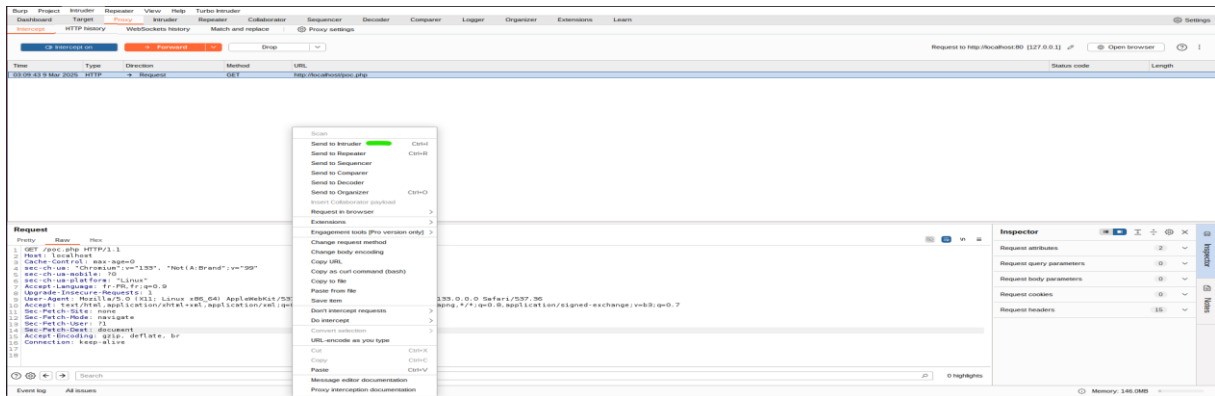 Burp Project Intruder Repeater View Help Turbo Intruder
Dashboard Target Proxy Intruder Repeater Collaborator Sequencer Decoder Comparer Logger Organizer Extensions Learn Settings
Intercept HTTP history WebSockets history Match and replace Proxy settings
Intercept on Forward Drop Request to http://localhost:80 [127.0.0.1] Open browser
Time Type Direction Method URL Status code Length
03:09:43 9 Mar 2025 HTTP Request GET http://localhost/poc.php
Scan
Send to Intruder Ctrl+I
Send to Repeater Ctrl+R
Send to Sequencer
Send to Comparer
Send to Decoder
Send to Organizer Ctrl+O
Insert Collaborator payload
Request in browser
Extensions
Engagement tools [Pro version only]
Change request method
Change body encoding
Copy URL
Copy as curl command (bash)
Copy to file
Paste from file
Save item
Don't intercept requests
Do intercept
Convert selection
URL-encode as you type
Cut Ctrl+X
Copy Ctrl+C
Paste Ctrl+V
Message editor documentation
Proxy interception documentation
Request
Pretty Raw Hex
1 GET /poc.php HTTP/1.1
2 Host: localhost
3 Cache-Control: max-age=0
4 sec-ch-ua: "Chromium";v="133", "Not(A:Brand";v="99"
5 sec-ch-ua-mobile: ?0
6 sec-ch-ua-platform: "Linux"
7 Accept-Language: fr-FR,fr;q=0.9
8 Upgrade-Insecure-Requests: 1
9 User-Agent: Mozilla/5.0 (X11; Linux x86_64) AppleWebKit/537 133.0.0.0 Safari/537.36
10 Accept: text/html,application/xhtml+xml,application/xml;q= apng,*/*;q=0.8,application/signed-exchange;v=b3;q=0.7
11 Sec-Fetch-Site: none
12 Sec-Fetch-Mode: navigate
13 Sec-Fetch-User: ?1
14 Sec-Fetch-Dest: document
15 Accept-Encoding: gzip, deflate, br
16 Connection: keep-alive
17
18
Search 0 highlights
Inspector
Request attributes 2
Request query parameters 0
Request body parameters 0
Request cookies 0
Request headers 15
Inspector
Notes
Event log All issues Memory: 146.0MB